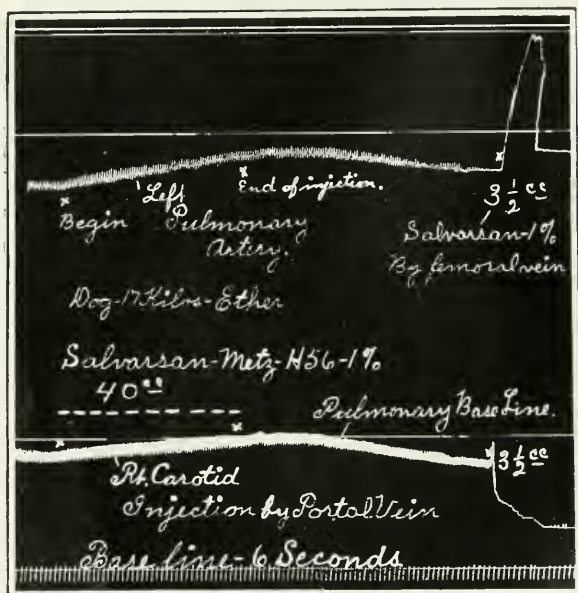 Begin
Left
Pulmonary
Artery.
End of injection.
3 1/2 cc
Salvarsan-1%
By femoral vein
Dog-17 Kilos-Ether
Salvarsan-Metz-H56-1%
40 cc
Pulmonary Base Line.
3 1/2 cc
Rt. Carotid
Injection by Portal Vein
Base line-6 Seconds